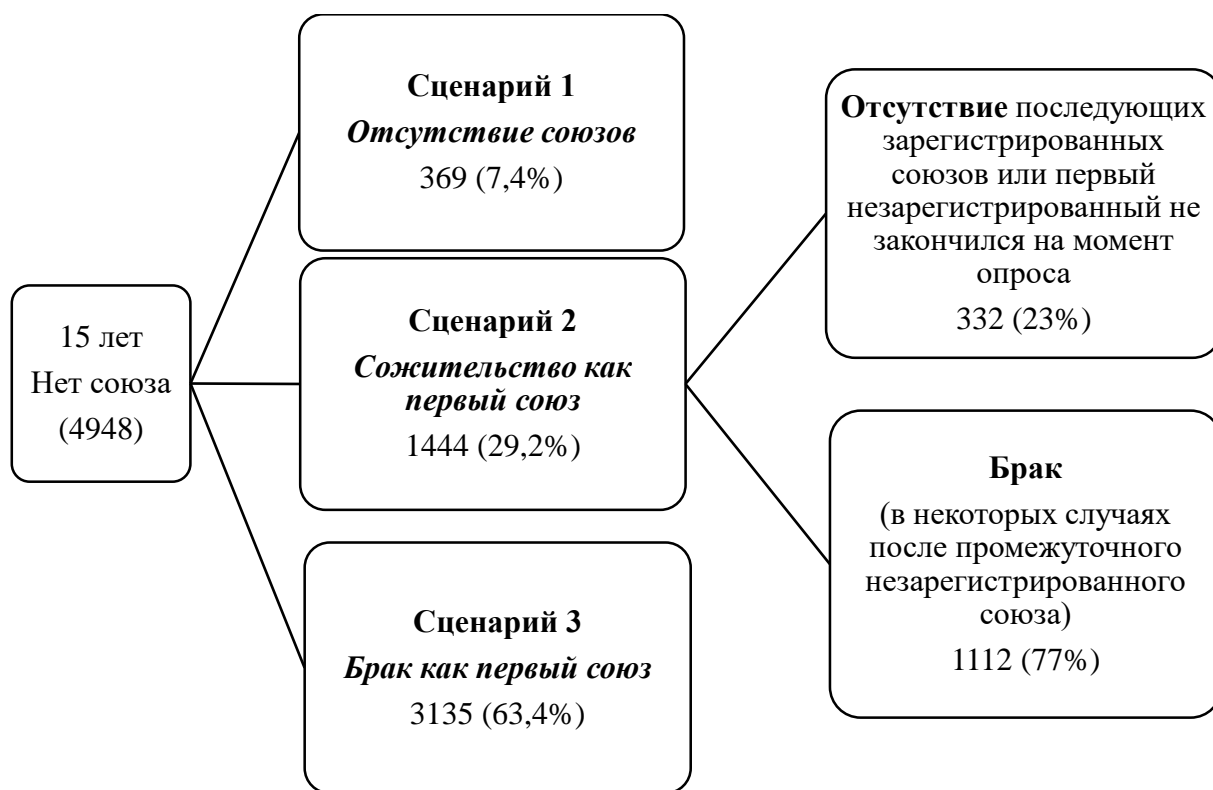 15 лет
Нет союза
(4948)
Сценарий 1
Отсутствие союзов
369 (7,4%)
Сценарий 2
Сожительство как
первый союз
1444 (29,2%)
Сценарий 3
Брак как первый союз
3135 (63,4%)
Отсутствие последующих
зарегистрированных
союзов или первый
незарегистрированный не
закончился на момент
опроса
332 (23%)
Брак
(в некоторых случаях
после промежуточного
незарегистрированного
союза)
1112 (77%)